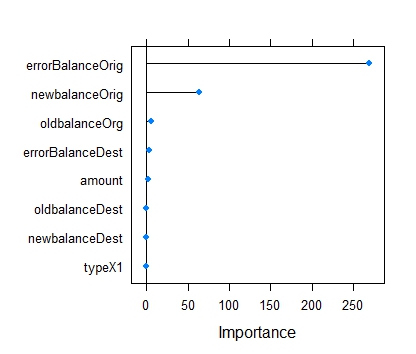 errorBalanceOrig
newbalanceOrig
oldbalanceOrg
errorBalanceDest
amount
oldbalanceDest
newbalanceDest
typeX1
0 50 100 150 200 250
Importance